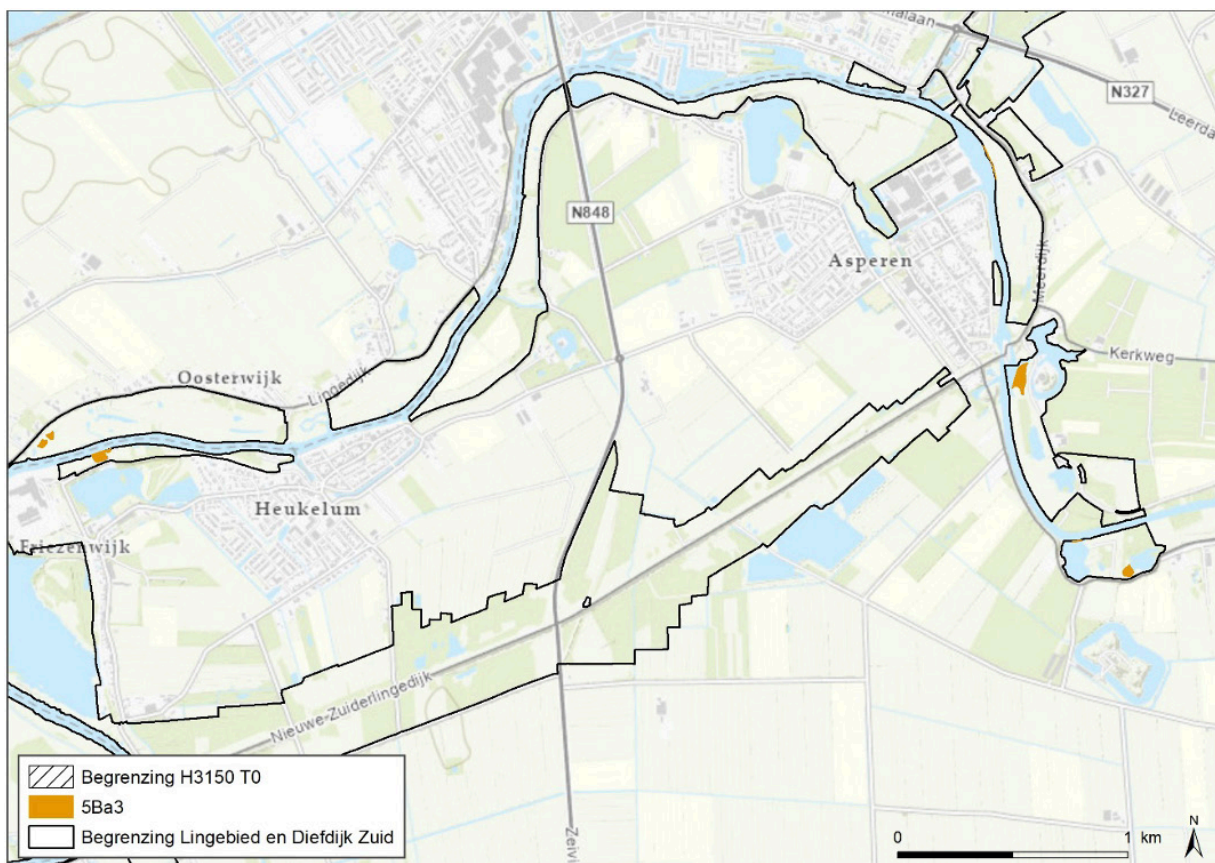 N327
Leerda
N848
Asperen
Meerdijk
Kerkweg
Oosterwijk
Lingedijk
Heukelum
Friezenwijk
Nieuwe-Zuiderlingedijk
Begrenzing H3150 T0
5Ba3
Begrenzing Lingebied en Diefdijk Zuid
Zeivi
0 1 km
N